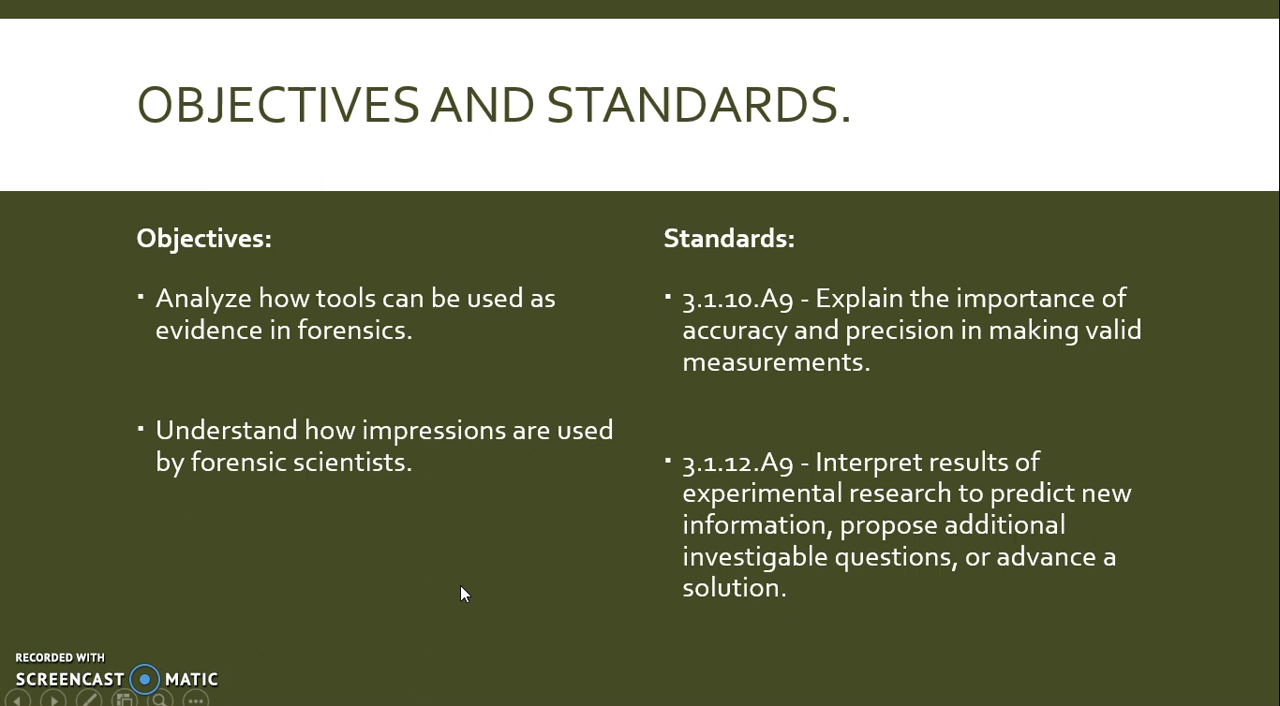 OBJECTIVES AND STANDARDS.
Objectives:
▪ Analyze how tools can be used as
evidence in forensics.
▪ Understand how impressions are used
by forensic scientists.
Standards:
▪ 3.1.10.A9 - Explain the importance of
accuracy and precision in making valid
measurements.
▪ 3.1.12.A9 - Interpret results of
experimental research to predict new
information, propose additional
investigable questions, or advance a
solution.
RECORDED WITH
SCREENCAST MATIC